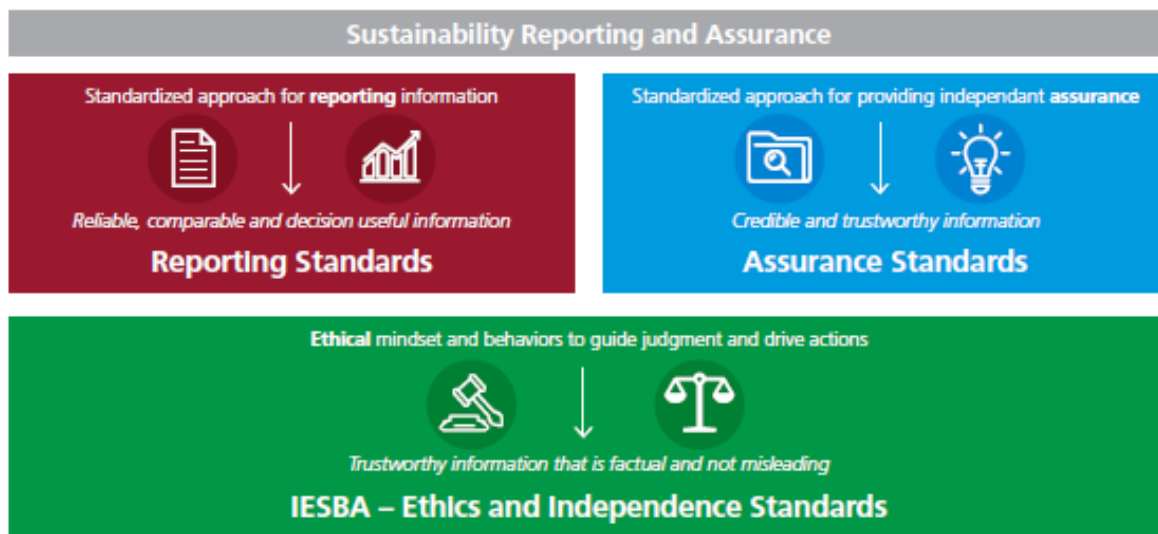 Sustainability Reporting and Assurance
Standardized approach for reporting information
Reliable, comparable and decision useful information
Reporting Standards
Standardized approach for providing independant assurance
Credible and trustworthy information
Assurance Standards
Ethical mindset and behaviors to guide judgment and drive actions
Trustworthy information that is factual and not misleading
IESBA – Ethics and Independence Standards